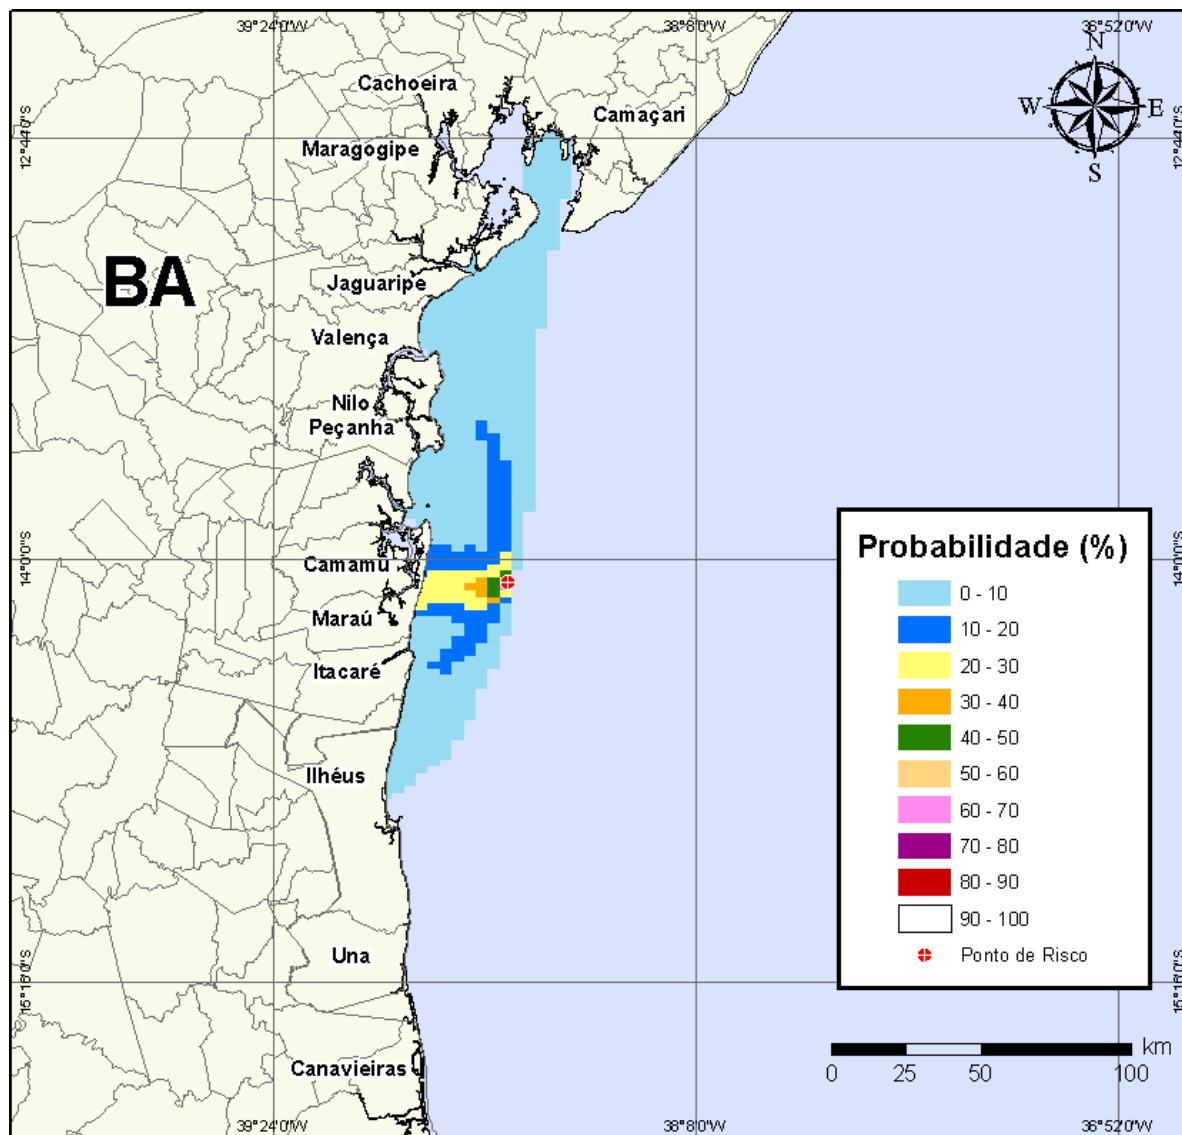 39°24'0"W
38°8'0"W
36°52'0"W
N
W
E
S
Cachoeira
Camaçari
12°44'0"S
12°44'0"S
Maragogipe
BA
Jaguaripe
Valença
Nilo
Peçanha
14°0'0"S
14°0'0"S
Camamú
Maraú
Itacaré
Ilhéus
Una
15°16'0"S
15°16'0"S
Canavieiras
Probabilidade (%)
0 - 10
10 - 20
20 - 30
30 - 40
40 - 50
50 - 60
60 - 70
70 - 80
80 - 90
90 - 100
Ponto de Risco
km
0 25 50 100
39°24'0"W
38°8'0"W
36°52'0"W